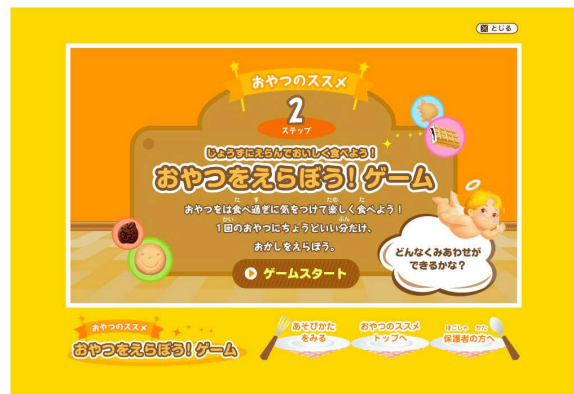 とじる
おやつのススメ
2
ステップ
じょうずにえらんでおいしく食べよう!
おやつをえらぼう!ゲーム
おやつは食べ過ぎに気をつけて楽しく食べよう!
1回のおやつにちょうどいい分だけ、
おかしをえらぼう。
ゲームスタート
どんなくみあわせが
できるかな?
おやつのススメ
おやつをえらぼう!ゲーム
あそびかた
をみる
おやつのススメ
トップへ
ほごしゃ かた
保護者の方へ